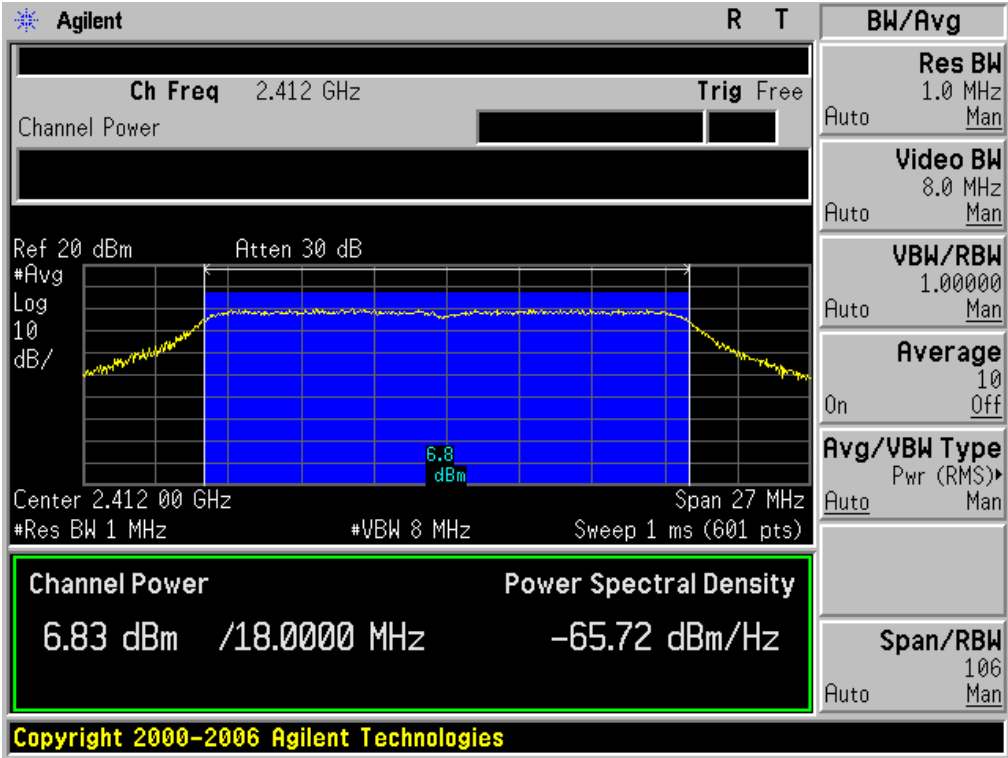 Agilent R T
Ch Freq 2.412 GHz Trig Free
Channel Power
Ref 20 dBm Atten 30 dB
#Avg
Log
10
dB/
6.8
dBm
Center 2.412 00 GHz Span 27 MHz
#Res BW 1 MHz #VBW 8 MHz Sweep 1 ms (601 pts)
Channel Power Power Spectral Density
6.83 dBm /18.0000 MHz -65.72 dBm/Hz
Copyright 2000-2006 Agilent Technologies
BW/Avg
Res BW
1.0 MHz
Auto Man
Video BW
8.0 MHz
Auto Man
VBW/RBW
1.00000
Auto Man
Average
10
On Off
Avg/VBW Type
Pwr (RMS)
Auto Man
Span/RBW
106
Auto Man